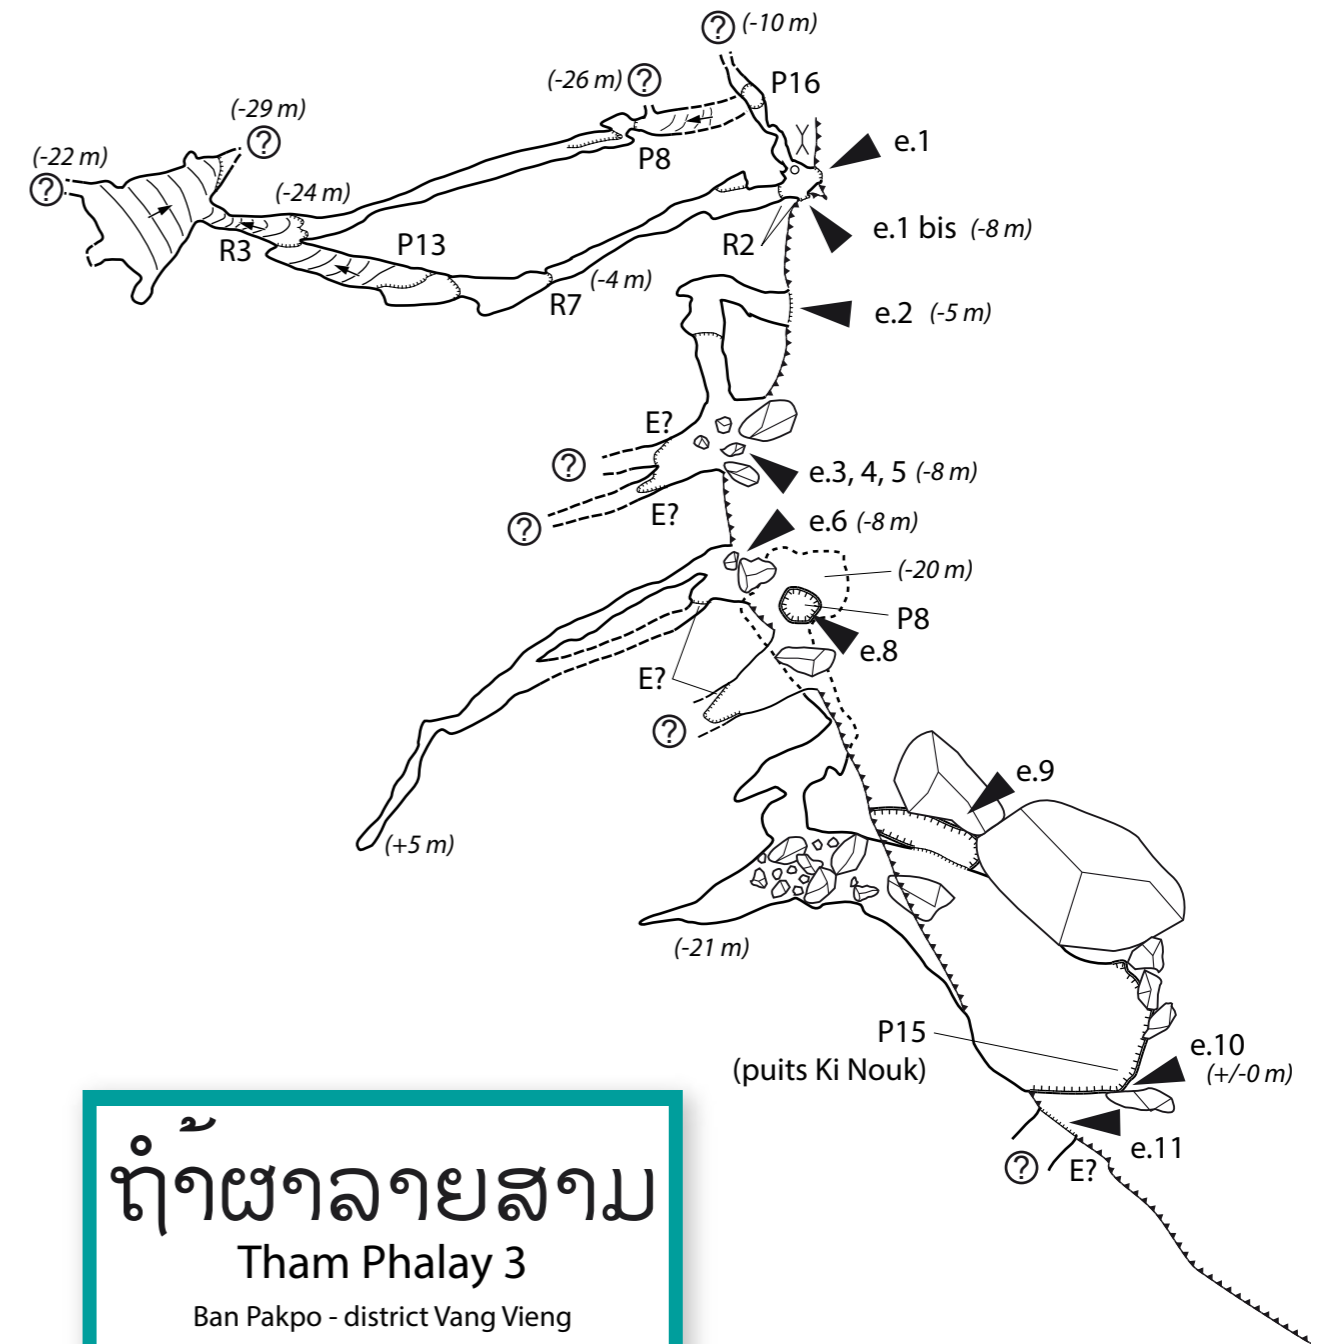 ? (-10 m)
(-26 m) ?
P16
(-29 m)
?
(-22 m)
?
P8
e.1
(-24 m)
R3
P13
R2
e.1 bis (-8 m)
R7
(-4 m)
e.2 (-5 m)
E?
?
e.3, 4, 5 (-8 m)
E?
?
e.6 (-8 m)
(-20 m)
P8
e.8
E?
?
e.9
(+5 m)
(-21 m)
P15
(puits Ki Nouk)
e.10
(+/-0 m)
e.11
?
E?
ຖ້ຳຜາລາຍສາມ
Tham Phalay 3
Ban Pakpo - district Vang Vieng